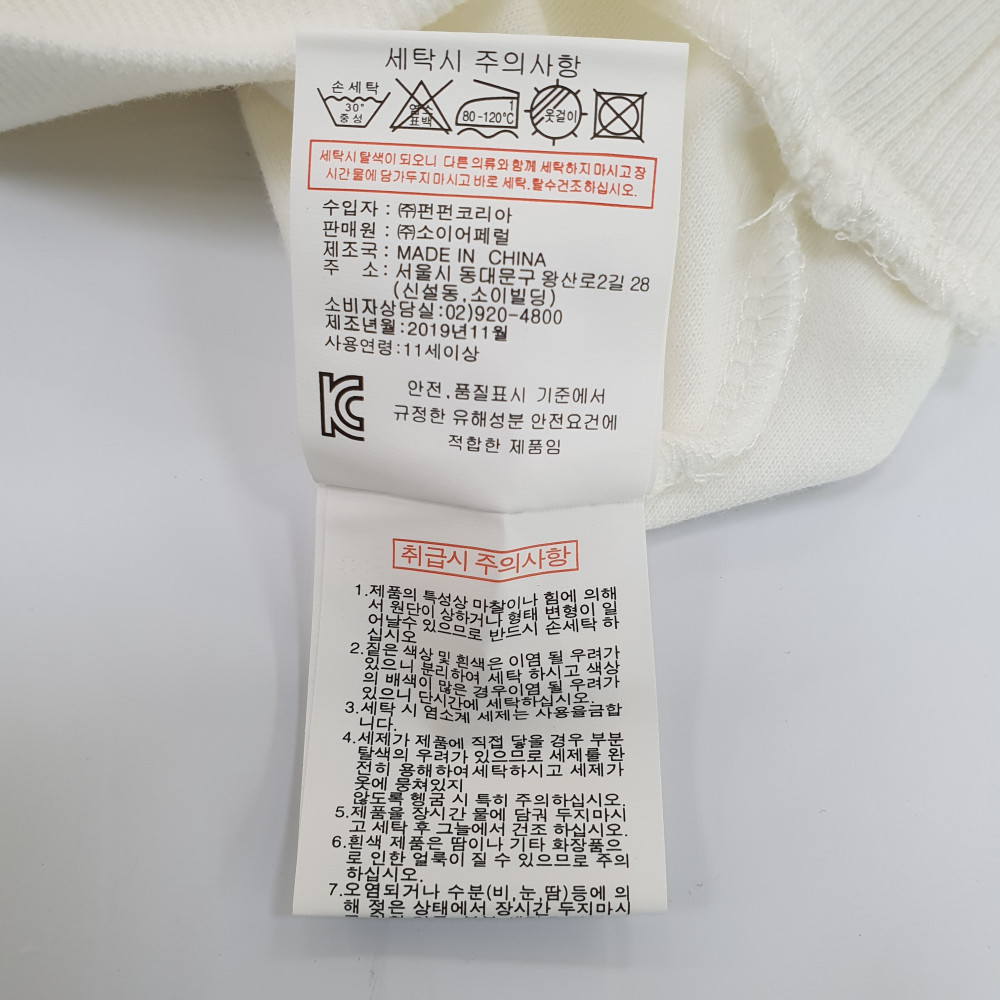 세탁시 주의사항
손세탁
30°
중성
염소
표백
1
80-120℃
옷걸이
세탁시탈색이 되오니 다른 의류와함께 세탁하지마시고 장
시간물에 담가두지마시고 바로 세탁.탈수건조하십시오.
수입자 : ㈜펀펀코리아
판매원 : ㈜소이어페럴
제조국 : MADE IN CHINA
주 소 : 서울시 동대문구 왕산로2길 28
(신설동,소이빌딩)
소비자상담실:02)920-4800
제조년월:2019년11월
사용연령:11세이상
안전,품질표시 기준에서
규정한 유해성분 안전요건에
적합한 제품임
취급시 주의사항
1.제품의 특성상 마찰이나 힘에 의해
서 원단이 상하거나 형태 변형이 일
어날수 있으므로 반드시 손세탁 하
십시오
2.짙은 색상 및 흰색은 이염 될 우려가
있으니 분리하여 세탁 하시고 색상
의 배색이 많은 경우이염 될 우려가
있으니 단시간에 세탁하십시오.
3.세탁 시 염소계 세제는 사용을금합
니다.
4.세제가 제품에 직접 닿을 경우 부분
탈색의 우려가 있으므로 세제를 완
전히 용해하여세탁하시고 세제가
옷에 뭉쳐있지
않도록 헹굼 시 특히 주의하십시오.
5.제품을 장시간 물에 담궈 두지마시
고 세탁 후 그늘에서 건조 하십시오.
6.흰색 제품은 땀이나 기타 화장품으
로 인한 얼룩이 질 수 있으므로 주의
하십시오.
7.오염되거나 수분(비,눈,땀)등에 의
해 젖은 상태에서 장시간 두지마시